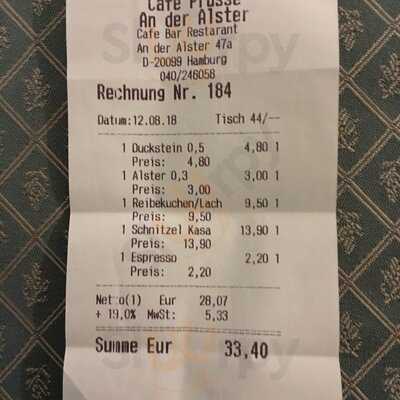 Café Prüsse
An der Alster
Cafe Bar Restarant
An der Alster 47a
D-20099 Hamburg
040/246058
Rechnung Nr. 184
Datum:12.08.18 Tisch 44/--
1 Duckstein 0,5 4,80 1
Preis: 4,80
1 Alster 0,3 3,00 1
Preis: 3,00
1 Reibekuchen/Lach 9,50 1
Preis: 9,50
1 Schnitzel Kasa 13,90 1
Preis: 13,90
1 Espresso 2,20 1
Preis: 2,20
Netto(1) Eur 28,07
+ 19,0% MwSt: 5,33
Summe Eur 33,40